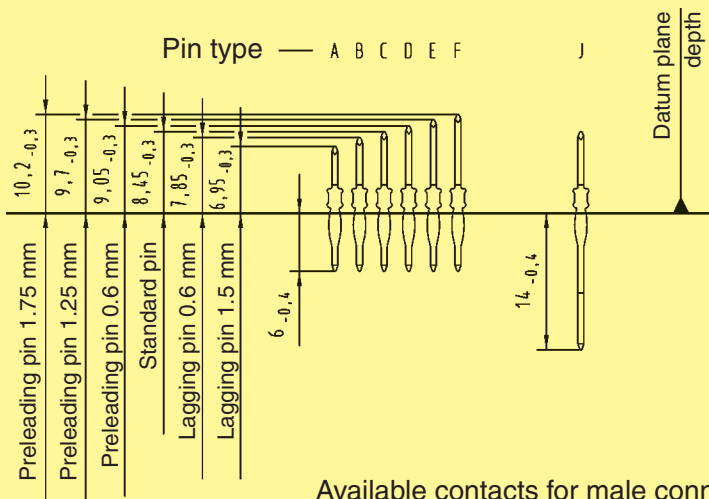 Pin type — A B C D E F J
Datum plane
depth
10,2 -0,3
9,7 -0,3
9,05 -0,3
8,45 -0,3
7,85 -0,3
6,95 -0,3
Preleading pin 1.75 mm
Preleading pin 1.25 mm
Preleading pin 0.6 mm
Standard pin
Lagging pin 0.6 mm
Lagging pin 1.5 mm
6 -0,4
14 -0,4
Available contacts for male conn